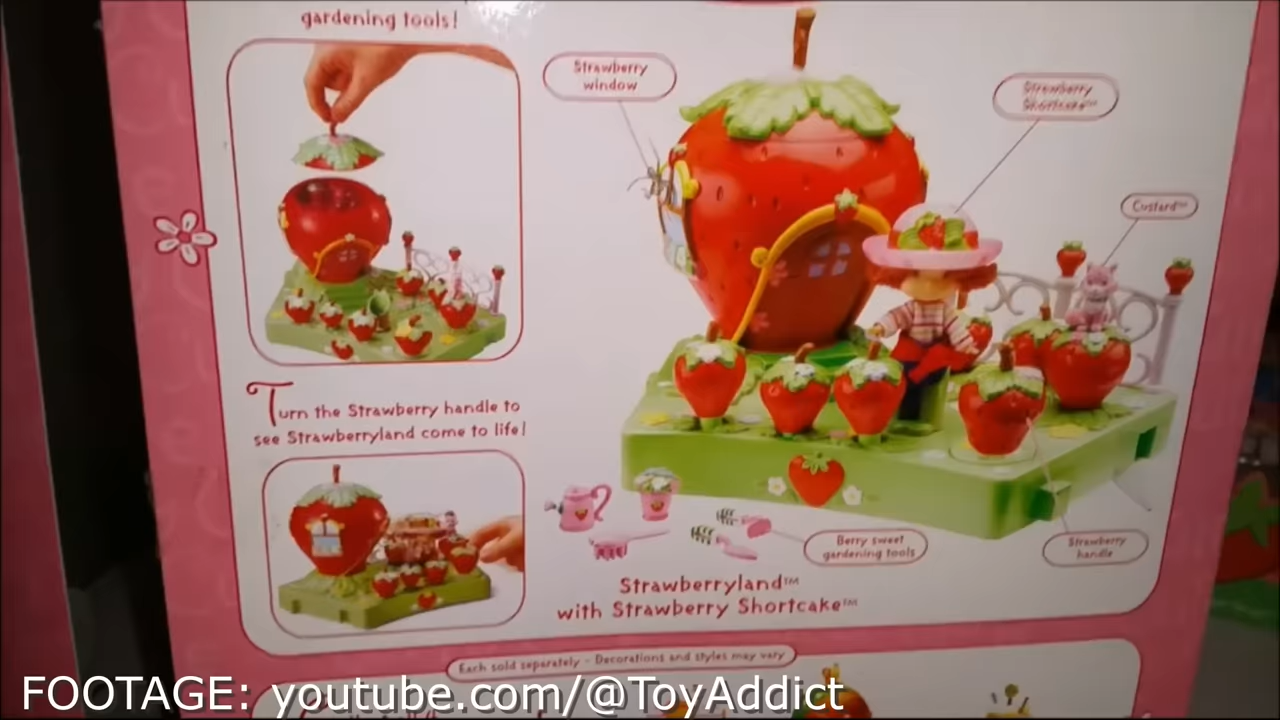 gardening tools!
Strawberry
window
Strawberry
Shortcake™
Custard™
Turn the Strawberry handle to
see Strawberryland come to life!
Berry sweet
gardening tools
Strawberry
handle
Strawberryland™
with Strawberry Shortcake™
Each sold separately - Decorations and styles may vary
FOOTAGE: youtube.com/@ToyAddict